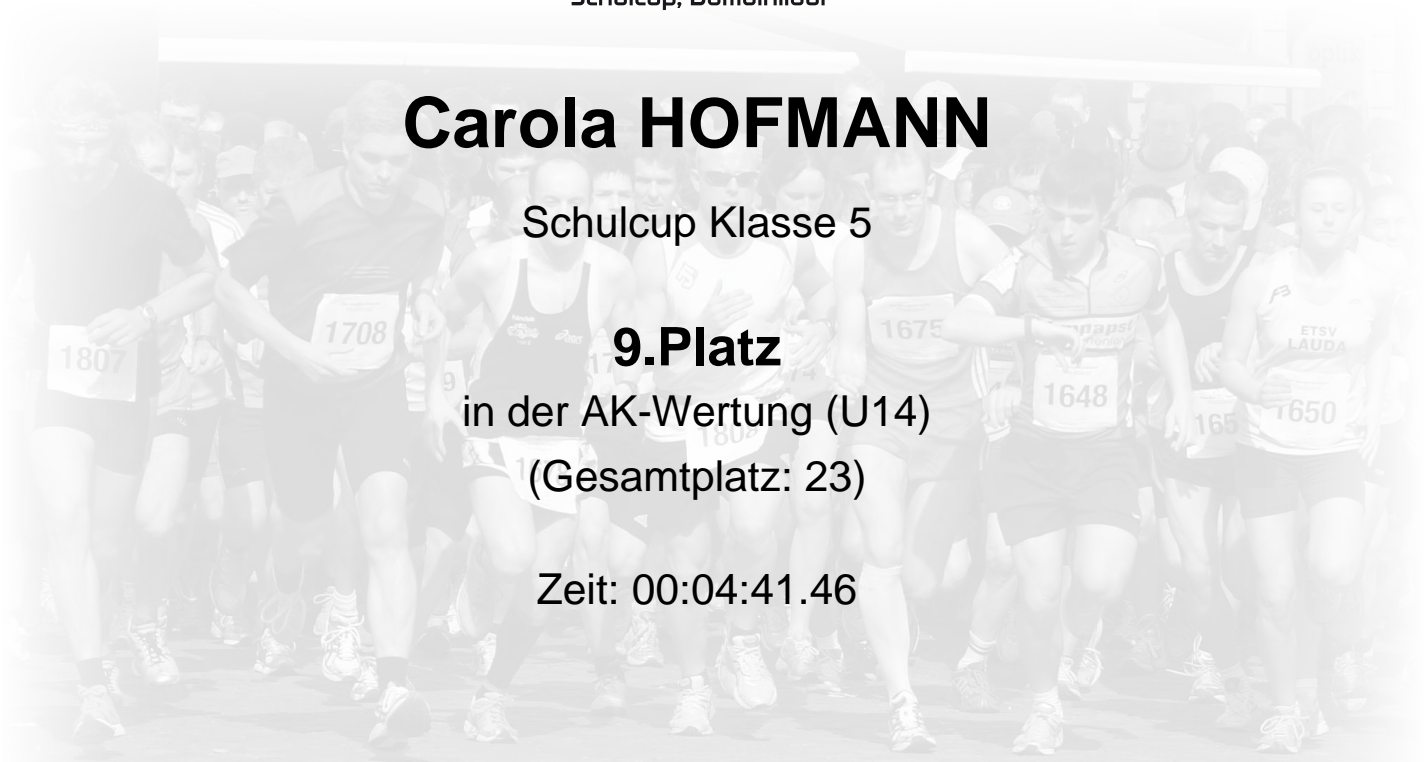 Carola HOFMANN
Schulcup Klasse 5
9.Platz
in der AK-Wertung (U14)
(Gesamtplatz: 23)
Zeit: 00:04:41.46
1807
1708
1675
1648
1650
165
ETSV
LAUDA